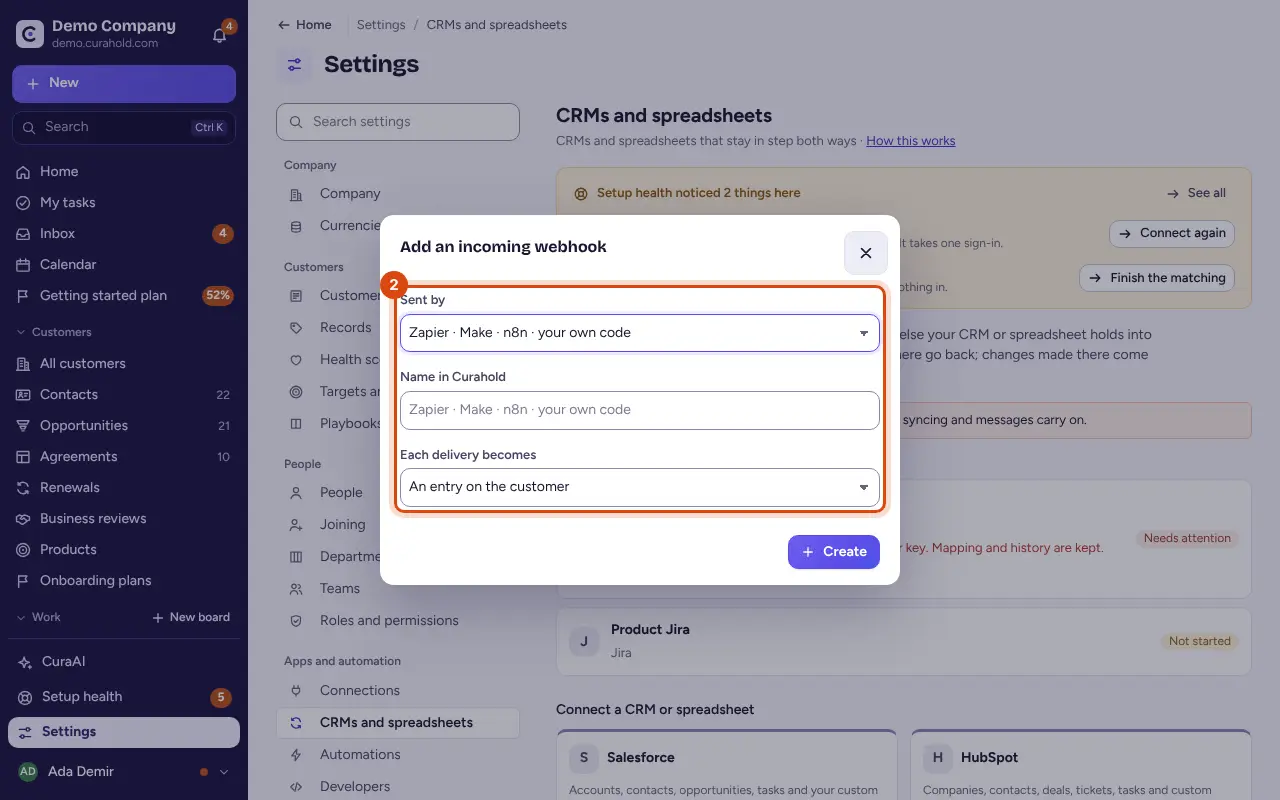 Demo Company
demo.curahold.com
4
New
Search
Ctrl K
Home
My tasks
Inbox
4
Calendar
Getting started plan
52%
Customers
All customers
Contacts
22
Opportunities
21
Agreements
10
Renewals
Business reviews
Products
Onboarding plans
Work
New board
CuraAI
Setup health
5
Settings
AD
Ada Demir
Home
Settings / CRMs and spreadsheets
Settings
Search settings
Company
Company
Currencie
Customers
Custome
Records
Health sc
Targets a
Playbooks
People
People
Joining
Departme
Teams
Roles and permissions
Apps and automation
Connections
CRMs and spreadsheets
Automations
Developers
CRMs and spreadsheets
CRMs and spreadsheets that stay in step both ways · How this works
Setup health noticed 2 things here
See all
It takes one sign-in.
Connect again
othing in.
Finish the matching
else your CRM or spreadsheet holds into
ere go back; changes made there come
syncing and messages carry on.
key. Mapping and history are kept.
Needs attention
J
Product Jira
Jira
Not started
Connect a CRM or spreadsheet
S
Salesforce
Accounts, contacts, opportunities, tasks and your custom
H
HubSpot
Companies, contacts, deals, tickets, tasks and custom
Add an incoming webhook
2
Sent by
Zapier · Make · n8n · your own code
Name in Curahold
Zapier · Make · n8n · your own code
Each delivery becomes
An entry on the customer
Create